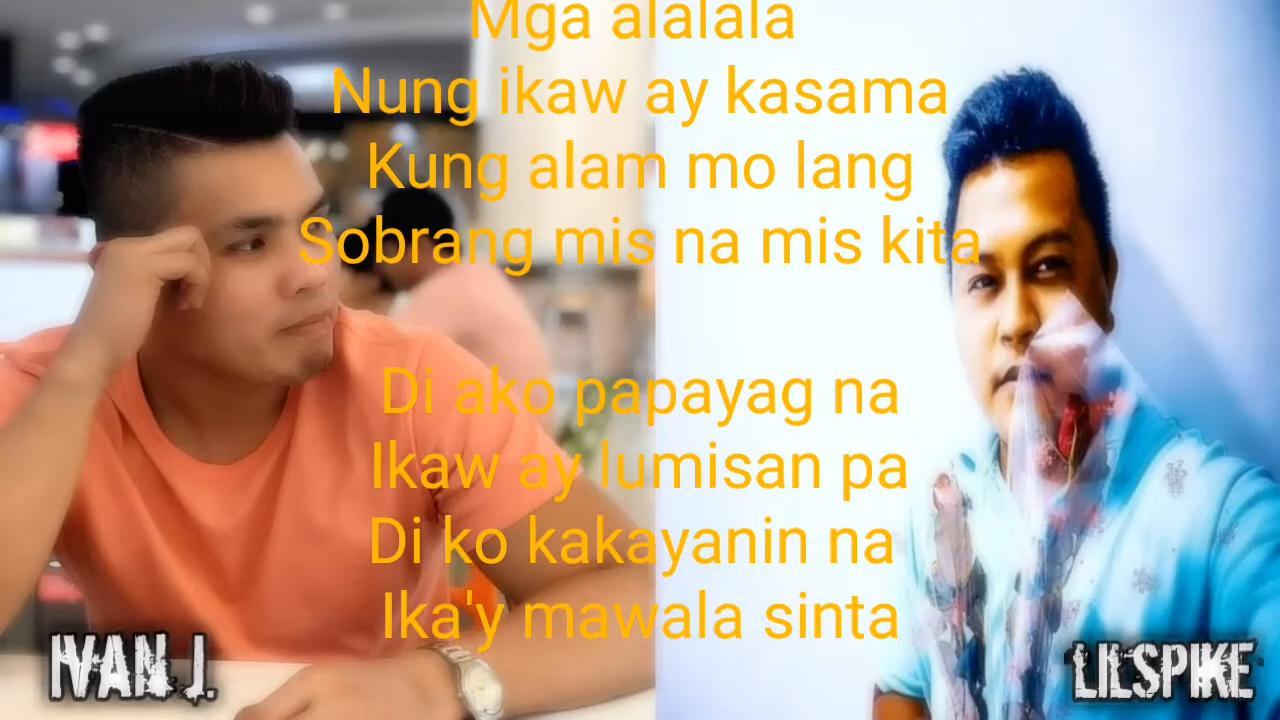 Mga alalala
Nung ikaw ay kasama
Kung alam mo lang
Sobrang mis na mis kita
Di ako papayag na
Ikaw ay lumisan pa
Di ko kakayanin na
Ika'y mawala sinta
IVAN J.
LILSPIKE